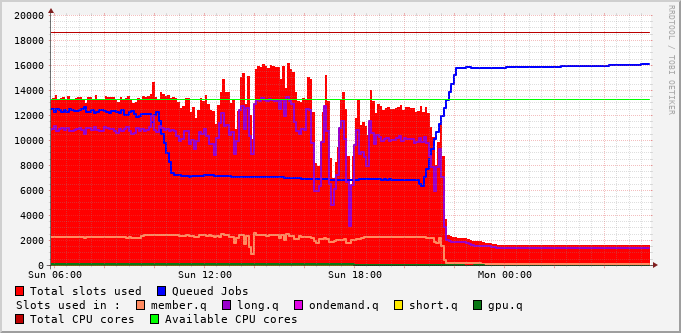 20000
18000
16000
14000
12000
10000
8000
6000
4000
2000
0
Sun 06:00 Sun 12:00 Sun 18:00 Mon 00:00
Total slots used Queued Jobs
Slots used in : member.q long.q ondemand.q short.q gpu.q
Total CPU cores Available CPU cores
RRDTOOL / TOBI OETIKER